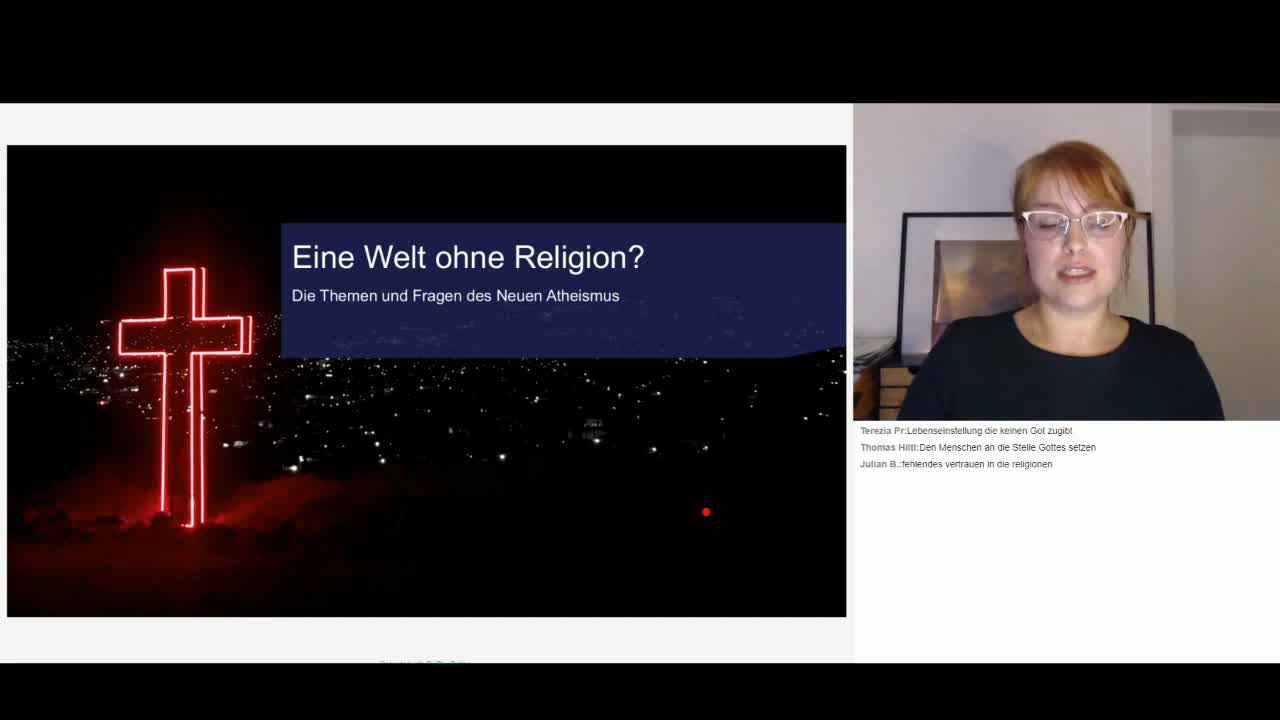 Eine Welt ohne Religion?
Die Themen und Fragen des Neuen Atheismus
Terezia Pr:Lebenseinstellung die keinen Got zugibt
Thomas Hiltl:Den Menschen an die Stelle Gottes setzen
Julian B.:fehlendes vertrauen in die religionen